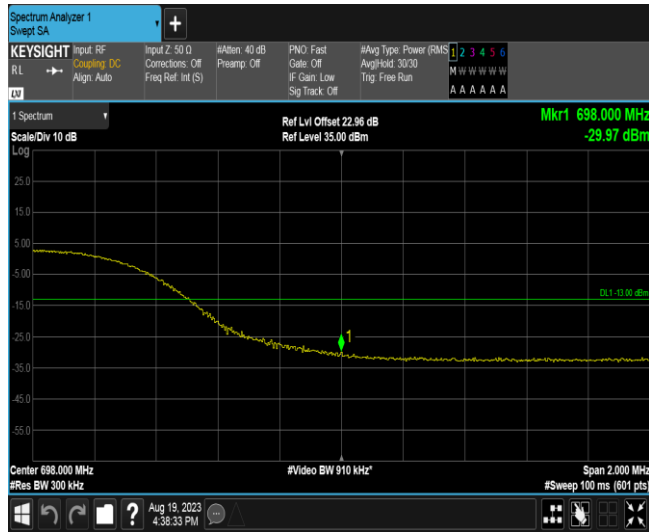 Spectrum Analyzer 1
Swept SA
+
KEYSIGHT
RL
LXI
Input: RF
Coupling: DC
Align: Auto
Input Z: 50 Ω
Corrections: Off
Freq Ref: Int (S)
#Atten: 40 dB
Preamp: Off
PNO: Fast
Gate: Off
IF Gain: Low
Sig Track: Off
#Avg Type: Power (RMS
Avg|Hold: 30/30
Trig: Free Run
1 2 3 4 5 6
M W W W W W
A A A A A A
1 Spectrum
Scale/Div 10 dB
Ref Lvl Offset 22.96 dB
Ref Level 35.00 dBm
Mkr1 698.000 MHz
-29.97 dBm
Log
25.0
15.0
5.00
-5.00
DL1 -13.00 dBm
-15.0
-25.0
1
-35.0
-45.0
-55.0
Center 698.000 MHz
#Video BW 910 kHz*
Span 2.000 MHz
#Res BW 300 kHz
#Sweep 100 ms (601 pts)
?
Aug 19, 2023
4:38:33 PM